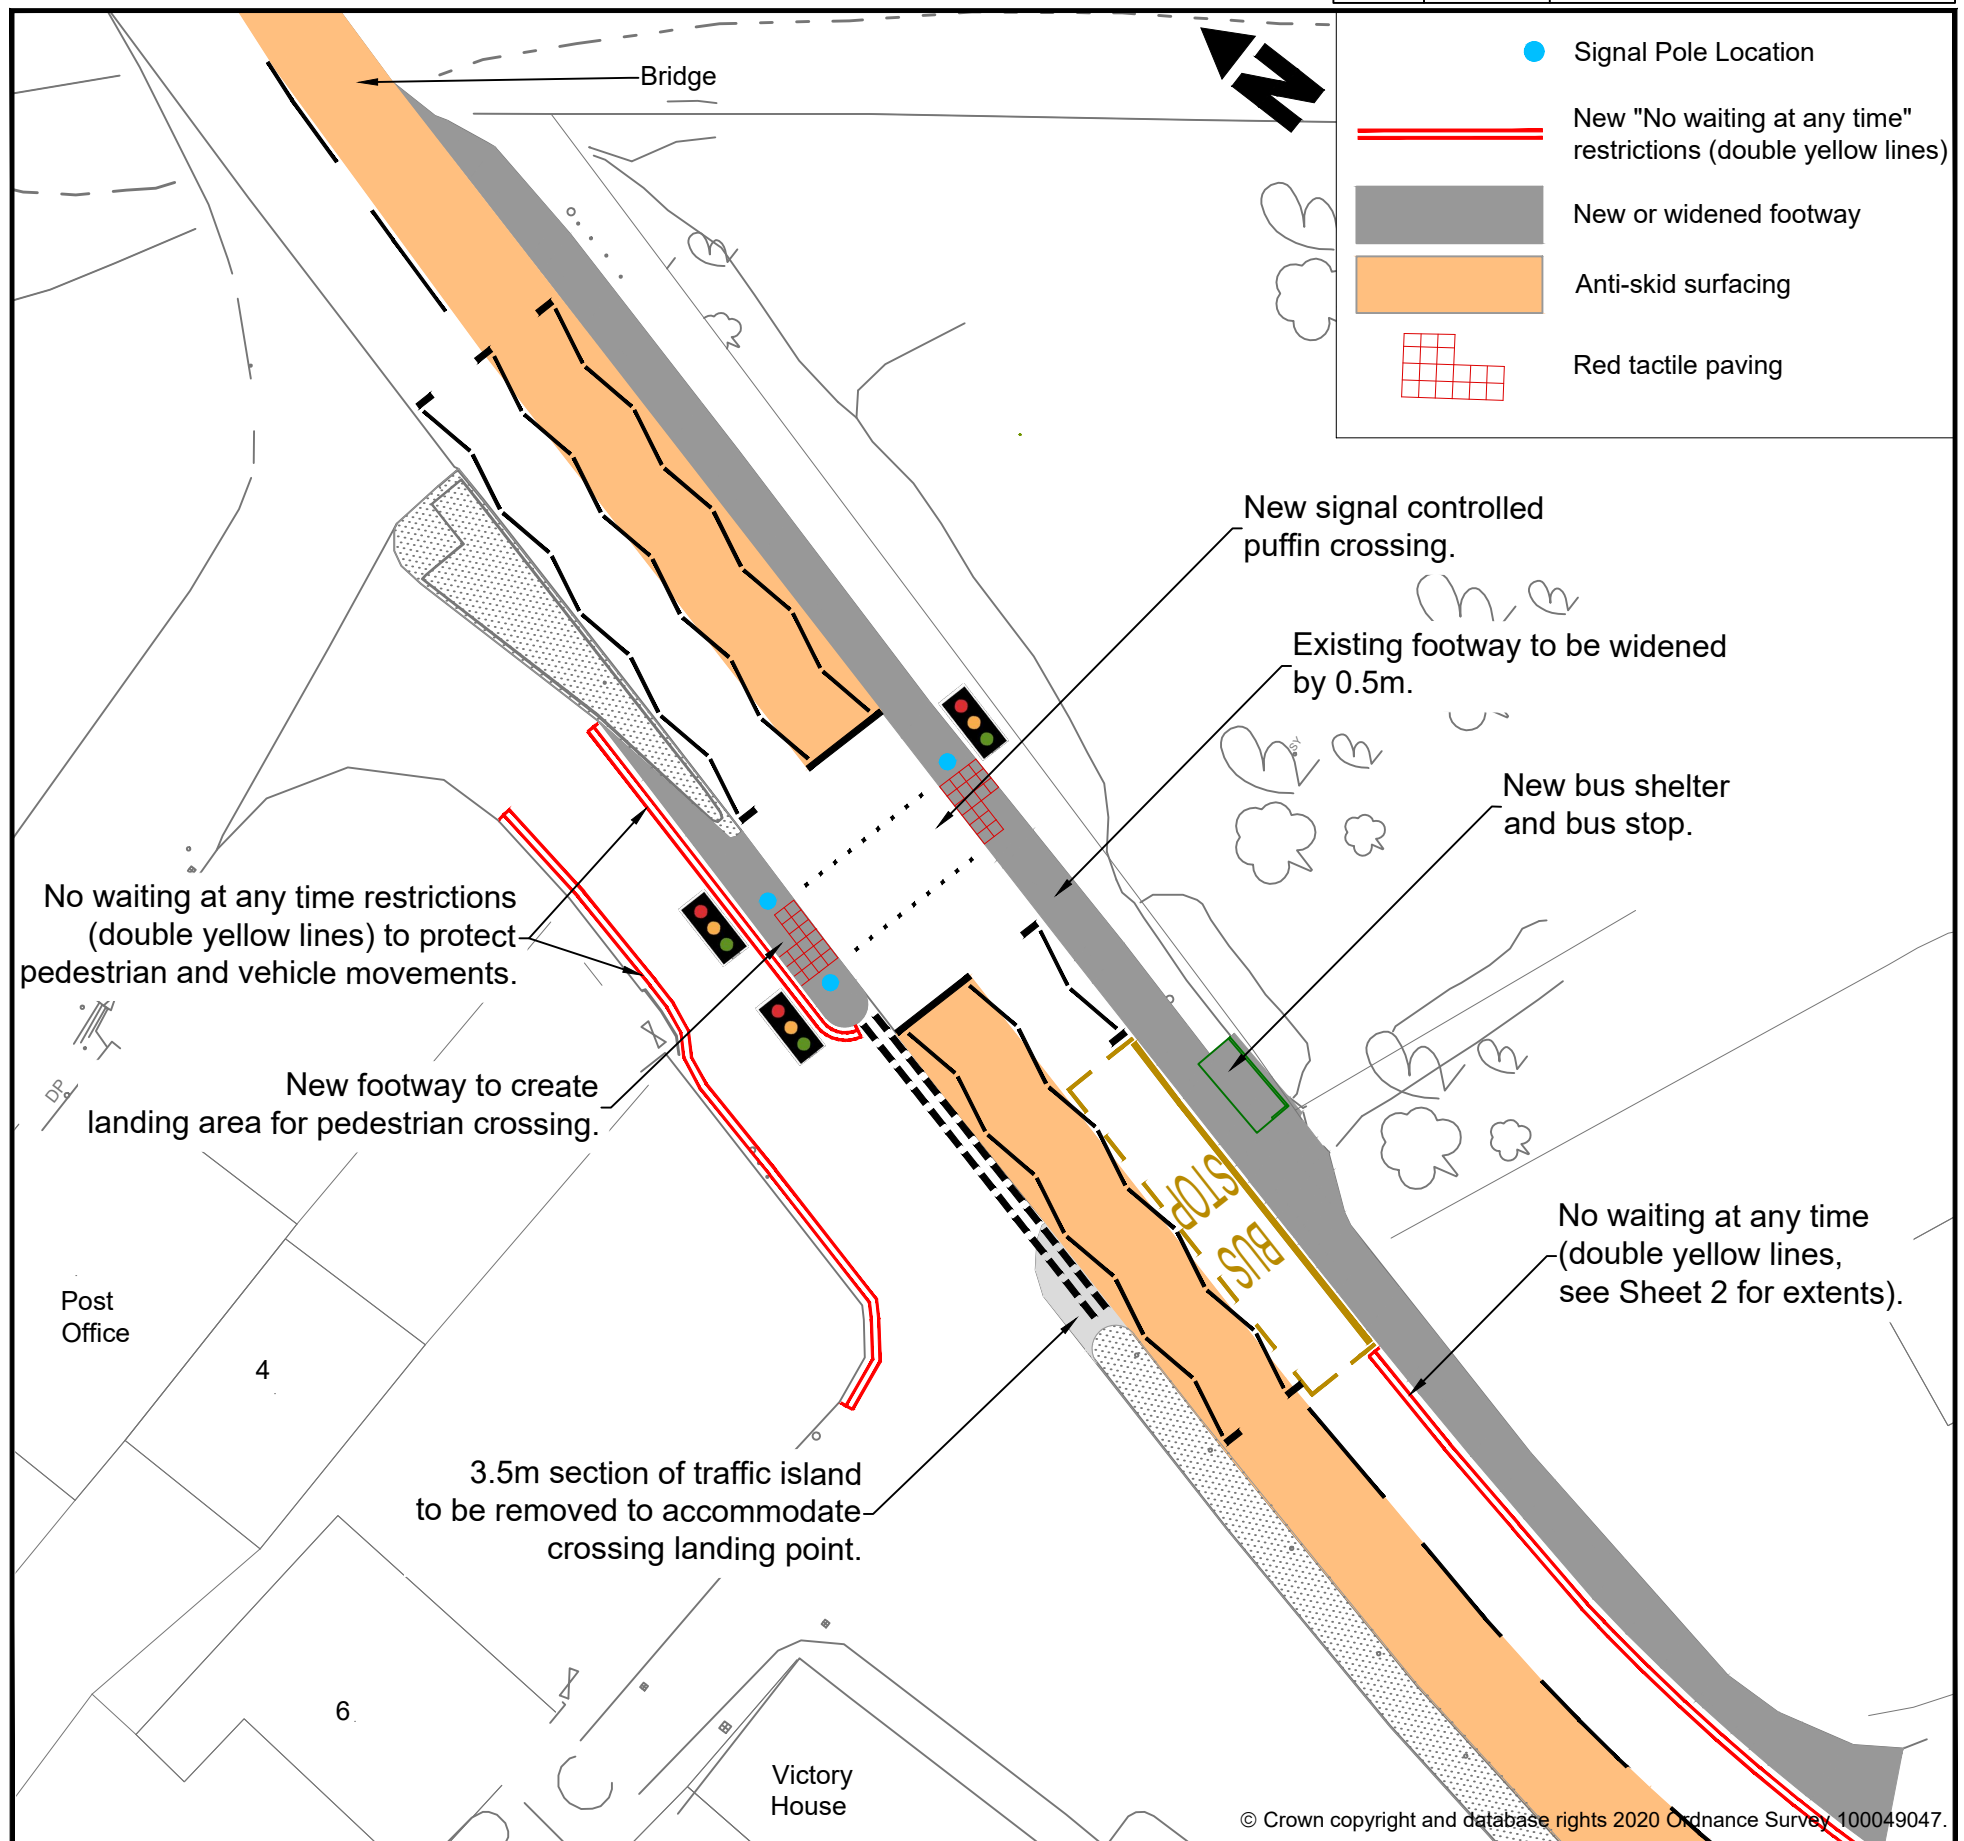 Bridge
N
Signal Pole Location
New "No waiting at any time"
restrictions (double yellow lines)
New or widened footway
Anti-skid surfacing
Red tactile paving
New signal controlled
puffin crossing.
Existing footway to be widened
by 0.5m.
SY
New bus shelter
and bus stop.
No waiting at any time restrictions
(double yellow lines) to protect
pedestrian and vehicle movements.
DP
New footway to create
landing area for pedestrian crossing.
BUS
STOP
No waiting at any time
(double yellow lines,
see Sheet 2 for extents).
Post
Office
4
3.5m section of traffic island
to be removed to accommodate
crossing landing point.
6
Victory
House
© Crown copyright and database rights 2020 Ordnance Survey 100049047.